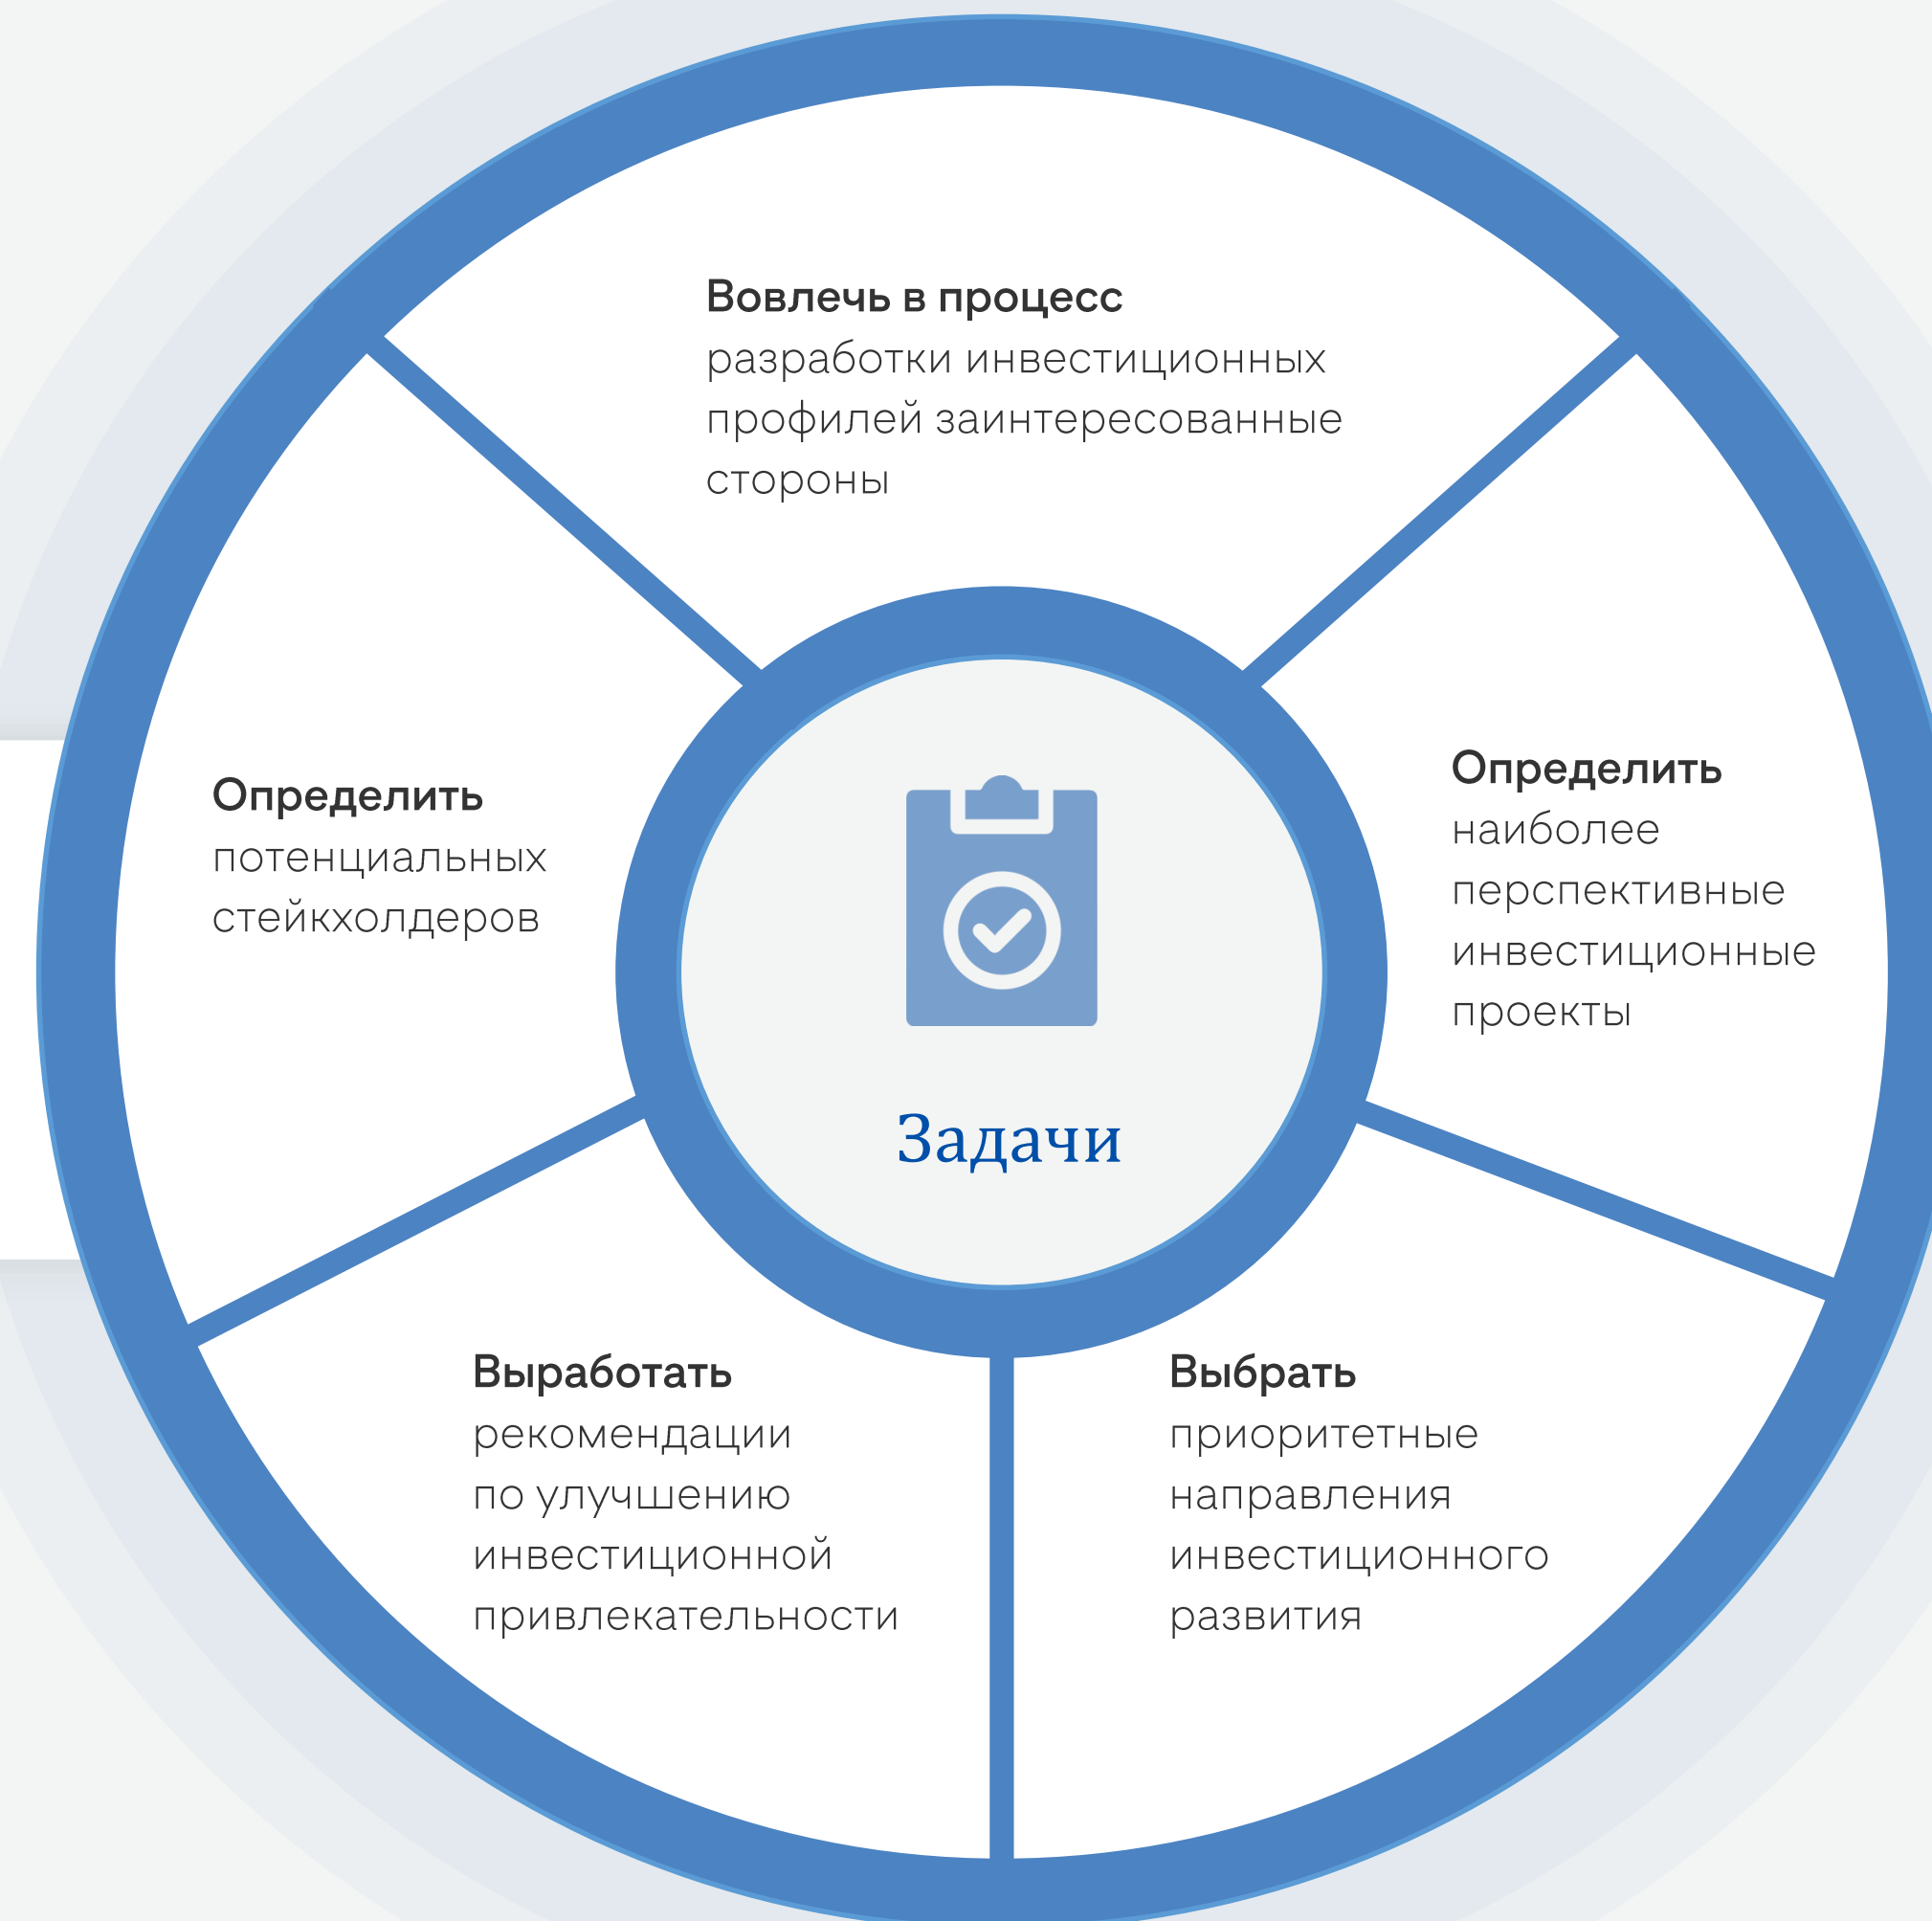 Вовлечь в процесс
разработки инвестиционных
профилей заинтересованные
стороны
Определить
потенциальных
стейкхолдеров
Определить
наиболее
перспективные
инвестиционные
проекты
Задачи
Выработать
рекомендации
по улучшению
инвестиционной
привлекательности
Выбрать
приоритетные
направления
инвестиционного
развития